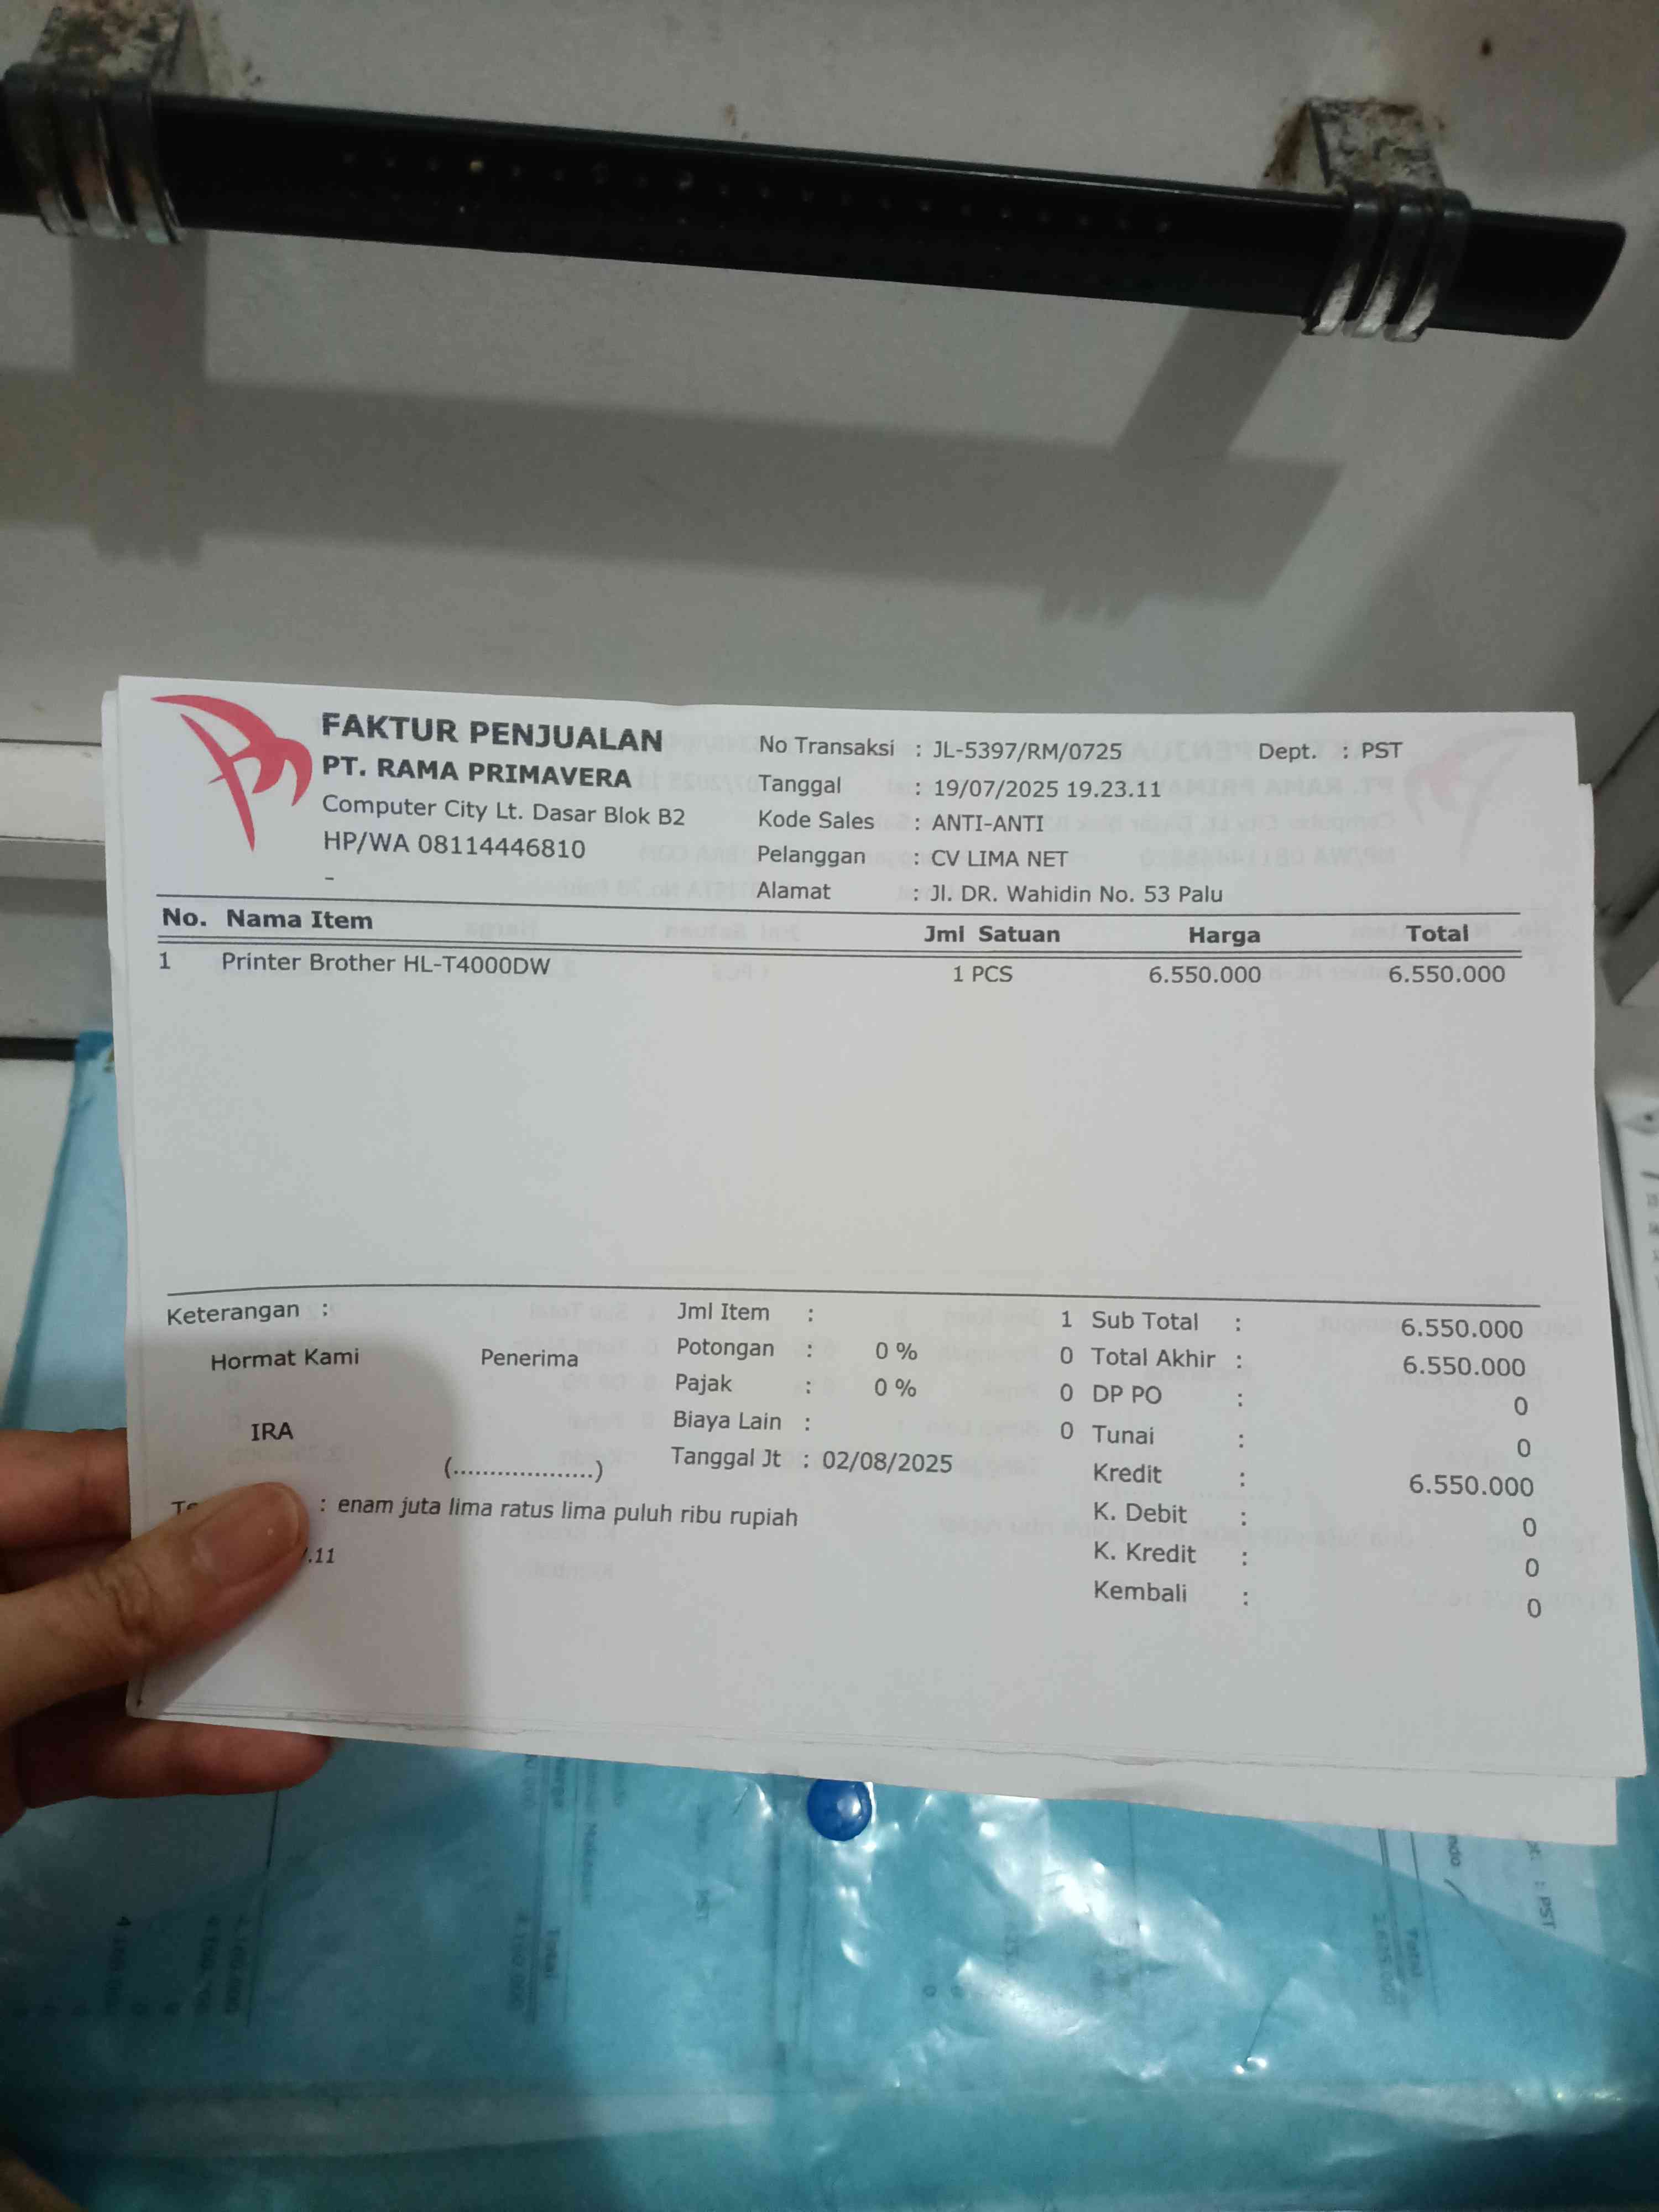 FAKTUR PENJUALAN
PT. RAMA PRIMAVERA
Computer City Lt. Dasar Blok B2
HP/WA 08114446810
-
No Transaksi : JL-5397/RM/0725 Dept. : PST
Tanggal : 19/07/2025 19.23.11
Kode Sales : ANTI-ANTI
Pelanggan : CV LIMA NET
Alamat : Jl. DR. Wahidin No. 53 Palu
No. Nama Item Jml Satuan Harga Total
1 Printer Brother HL-T4000DW 1 PCS 6.550.000 6.550.000
Keterangan :
Hormat Kami Penerima
IRA
(...................)
: enam juta lima ratus lima puluh ribu rupiah
.11
Jml Item : 1
Potongan : 0 % 0
Pajak : 0 % 0
Biaya Lain : 0
Tanggal Jt : 02/08/2025
Sub Total : 6.550.000
Total Akhir : 6.550.000
DP PO : 0
Tunai : 0
Kredit : 6.550.000
K. Debit : 0
K. Kredit : 0
Kembali : 0
PST
Total
: PST
Total